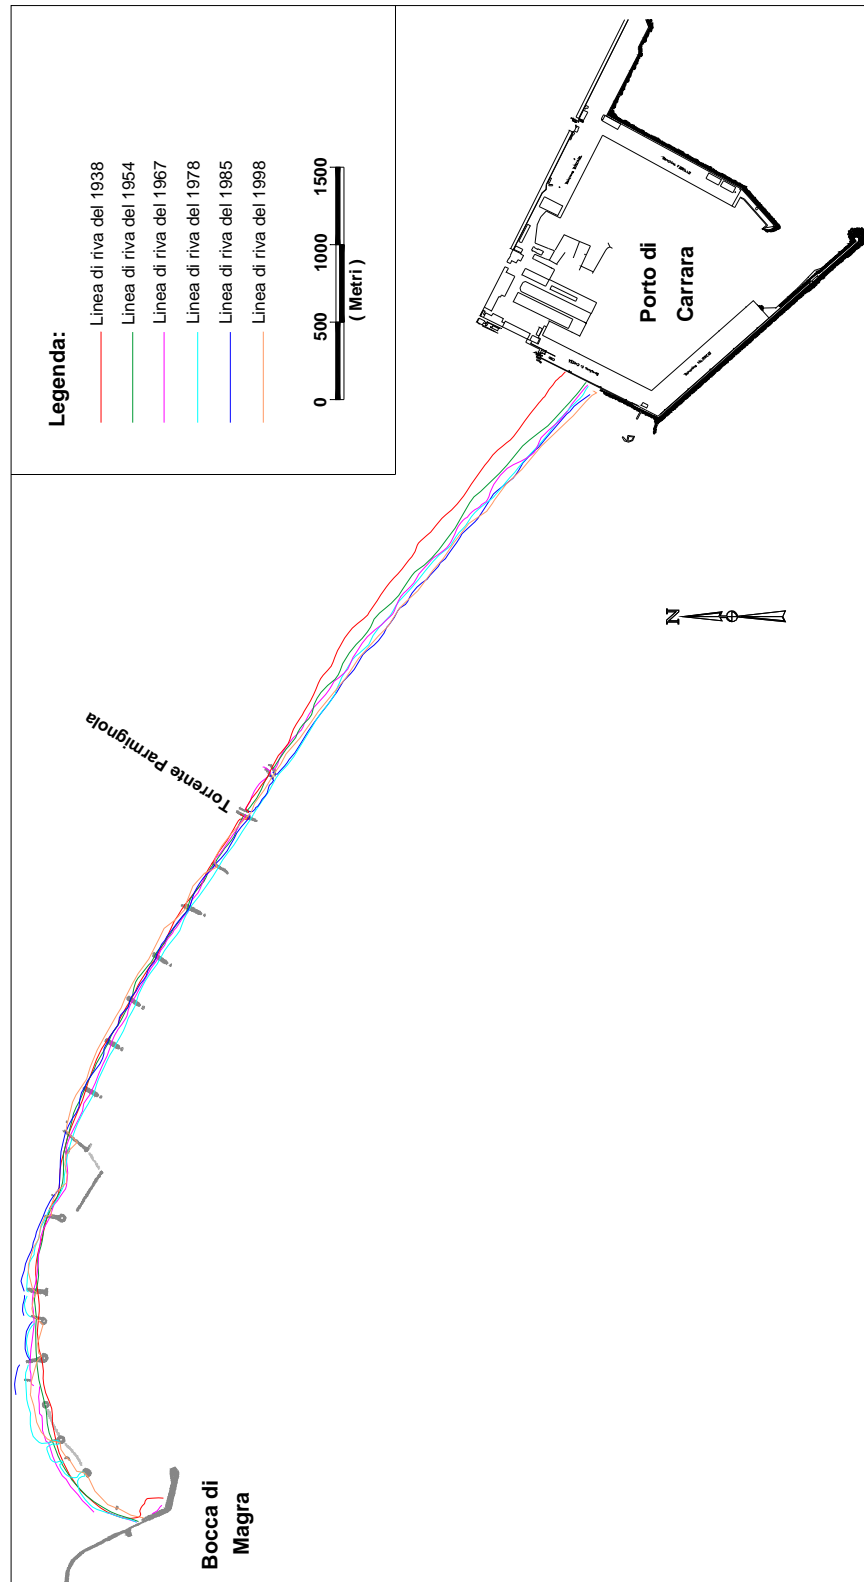 Legenda:
Linea di riva del 1938
Linea di riva del 1954
Linea di riva del 1967
Linea di riva del 1978
Linea di riva del 1985
Linea di riva del 1998
0 500 1000 1500
( Metri )
Bocca di
Magra
Torrente Parmignola
N
Porto di
Carrara